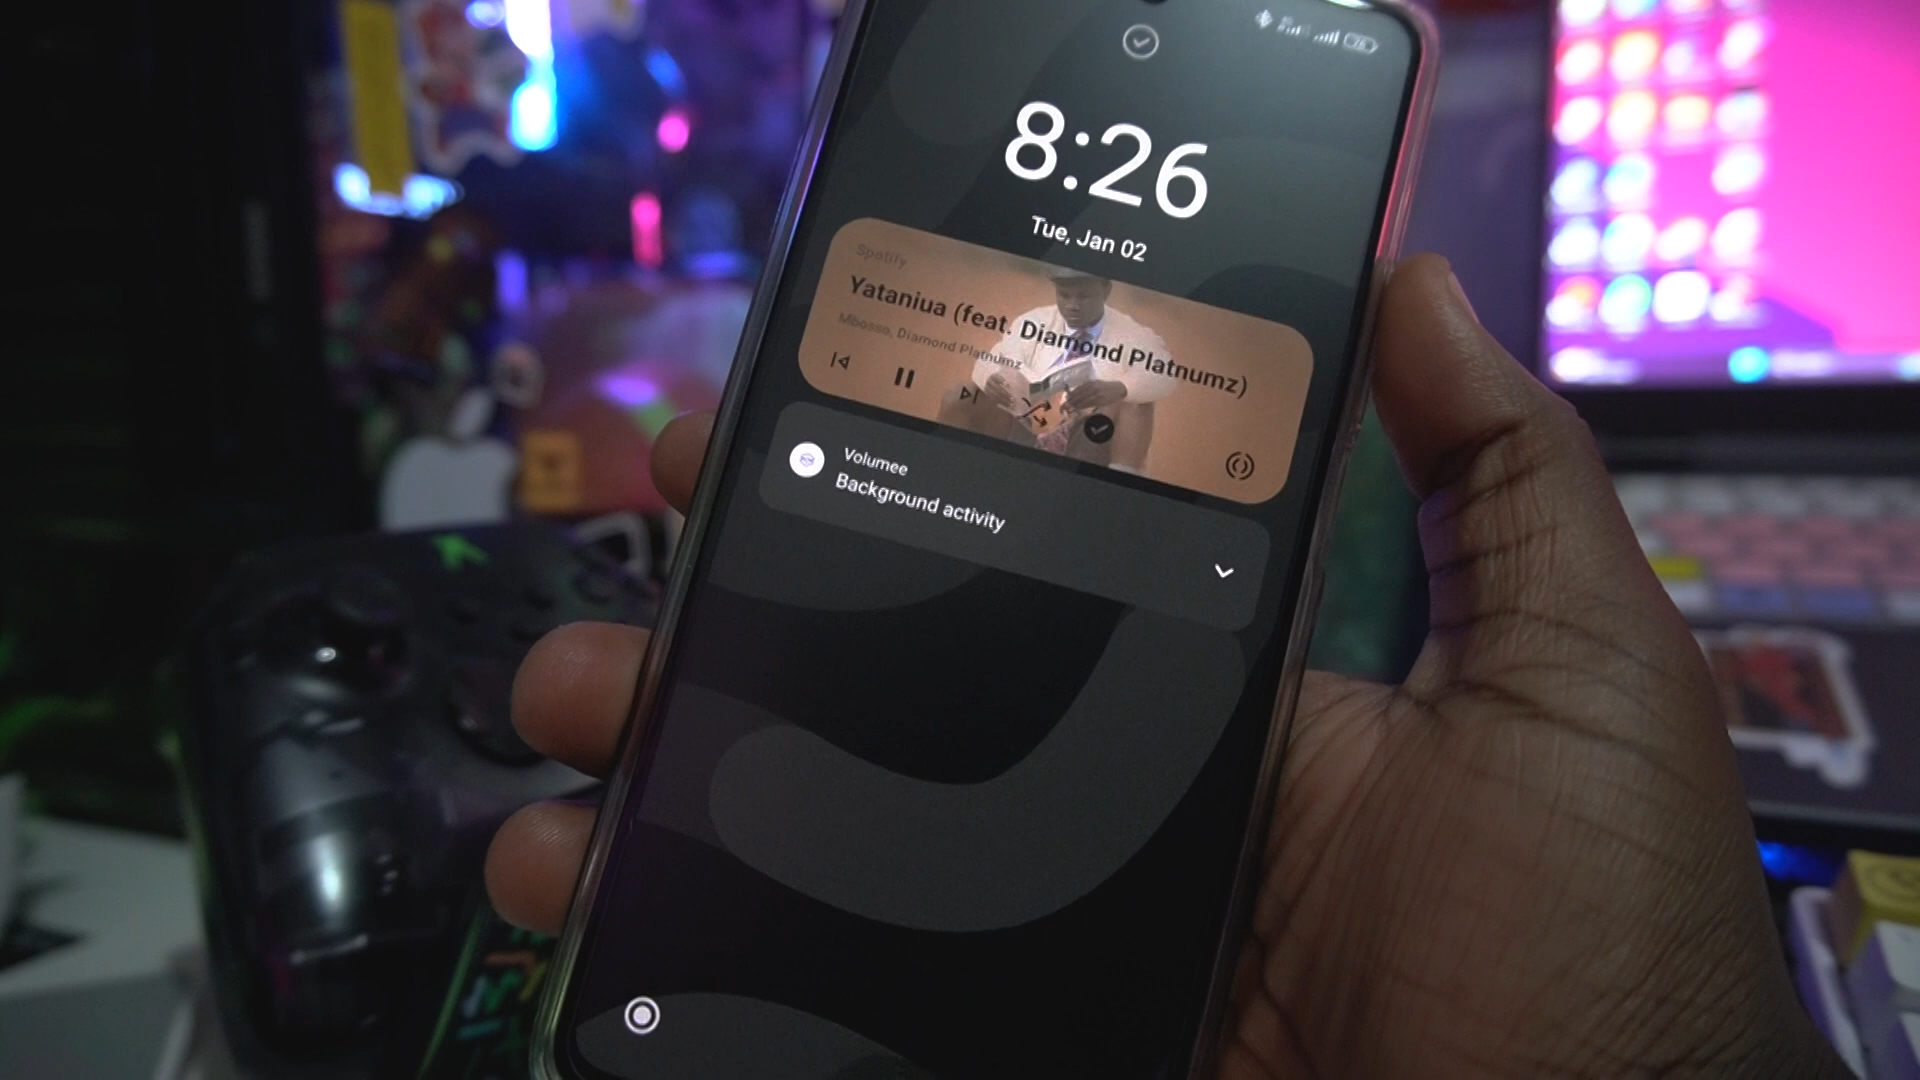 8:26
Tue, Jan 02
Spotify
Yataniua (feat. Diamond Platnumz)
Mbosso, Diamond Platnumz
Volumee
Background activity